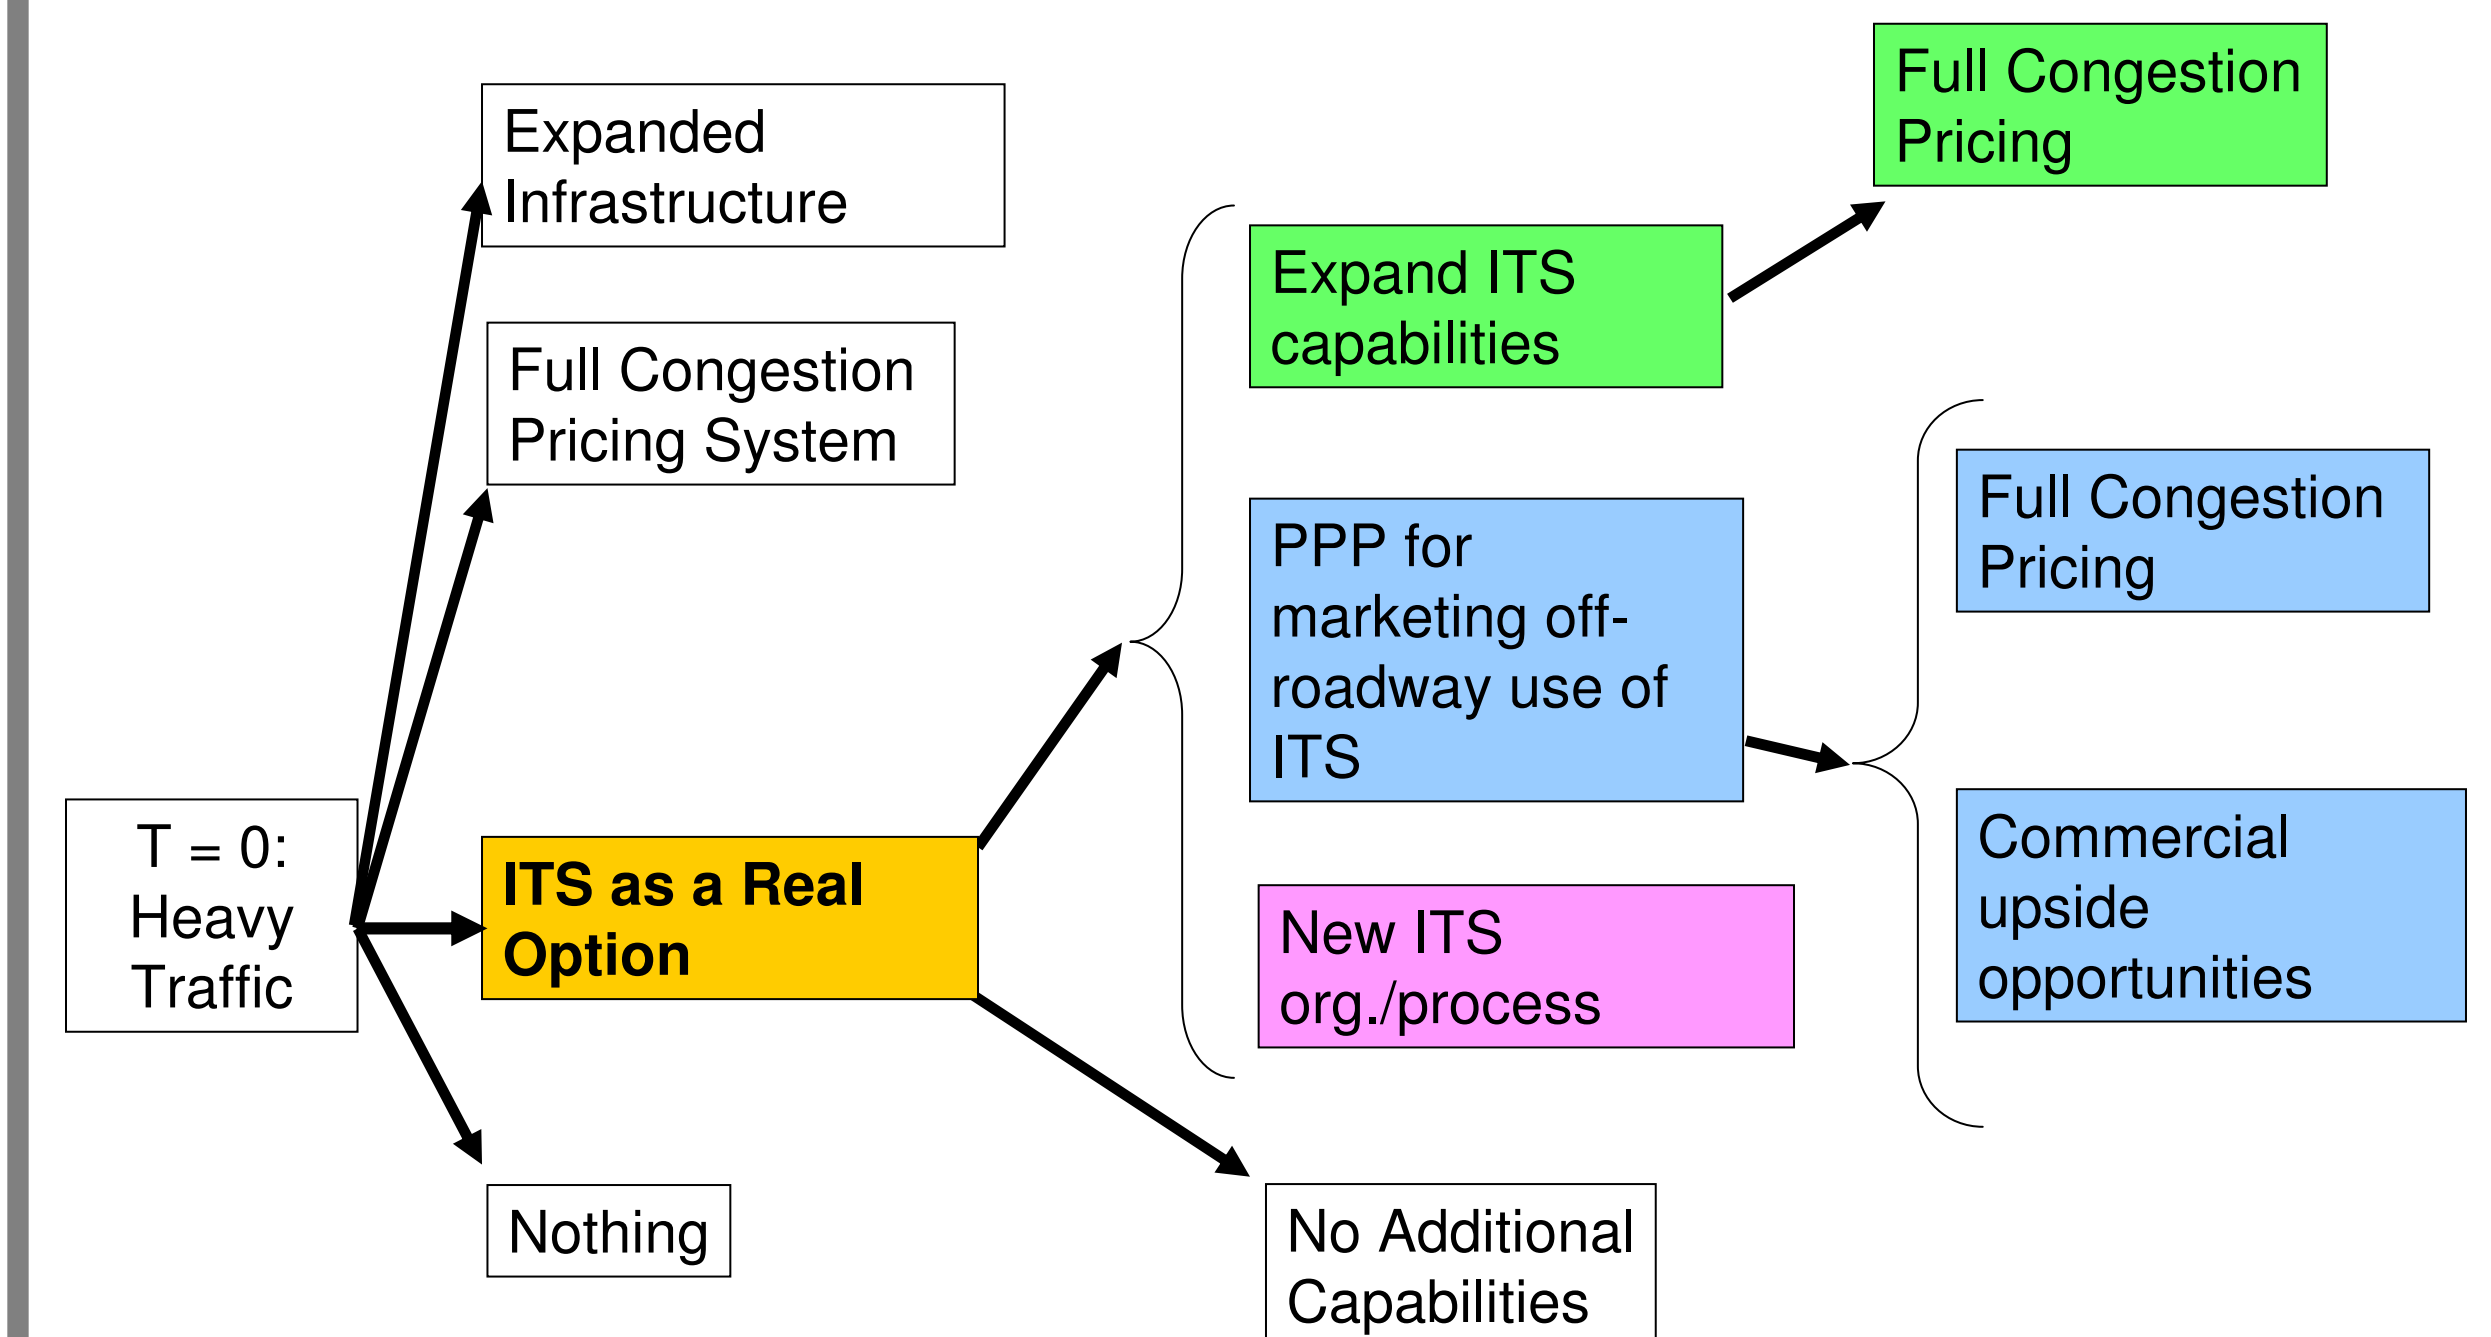 T = 0:
Heavy
Traffic
Expanded
Infrastructure
Full Congestion
Pricing System
ITS as a Real
Option
Nothing
Expand ITS
capabilities
PPP for
marketing off-
roadway use of
ITS
New ITS
org./process
No Additional
Capabilities
Full Congestion
Pricing
Full Congestion
Pricing
Commercial
upside
opportunities